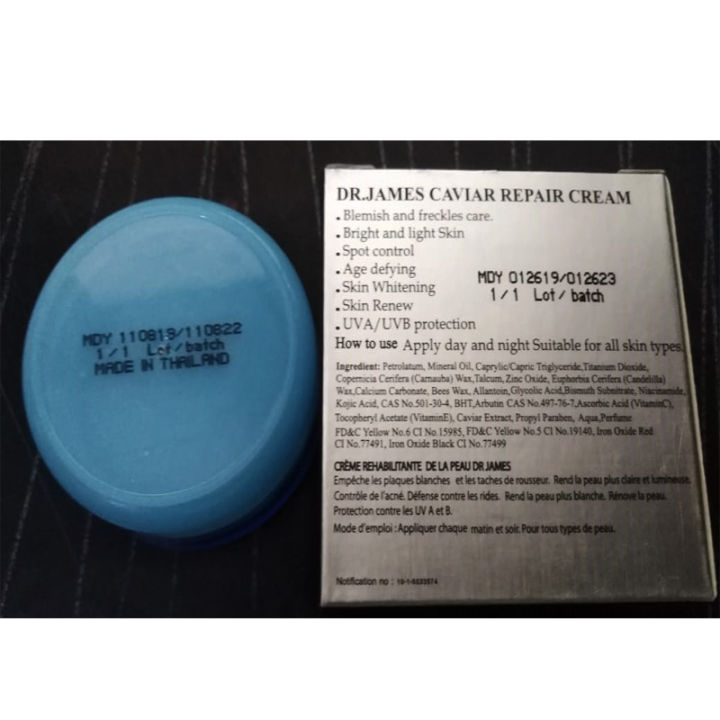 MDY 110819/110822
1/1 Lot/batch
MADE IN THAILAND
DR.JAMES CAVIAR REPAIR CREAM
.Blemish and freckles care.
.Bright and light Skin
.Spot control
.Age defying
.Skin Whitening
.Skin Renew
.UVA/UVB protection
MDY 012619/012623
1/1 Lot/batch
How to use Apply day and night Suitable for all skin types.
Ingredient: Petrolatum, Mineral Oil, Caprylic/Capric Triglyceride,Titanium Dioxide,
Copernicia Cerifera (Carnauba) Wax,Talcum, Zinc Oxide, Euphorbia Cerifera (Candelilla)
Wax,Calcium Carbonate, Bees Wax, Allantoin,Glycolic Acid,Bismuth Subnitrate, Niacinamide,
Kojic Acid, CAS No.501-30-4, BHT,Arbutin CAS No.497-76-7,Ascorbic Acid (VitaminC),
Tocopheryl Acetate (VitaminE), Caviar Extract, Propyl Paraben, Aqua,Perfume
FD&C Yellow No.6 CI No.15985, FD&C Yellow No.5 CI No.19140, Iron Oxide Red
CI No.77491, Iron Oxide Black CI No.77499
CRÈME REHABILITANTE DE LA PEAU DR JAMES
Empêche les plaques blanches et les taches de rousseur. Rend la peau plus claire et lumineuse.
Contrôle de l'acné. Défense contre les rides. Rend la peau plus blanche. Rénove la peau.
Protection contre les UV A et B.
Mode d'emploi : Appliquer chaque matin et soir. Pour tous types de peau.
Notification no :